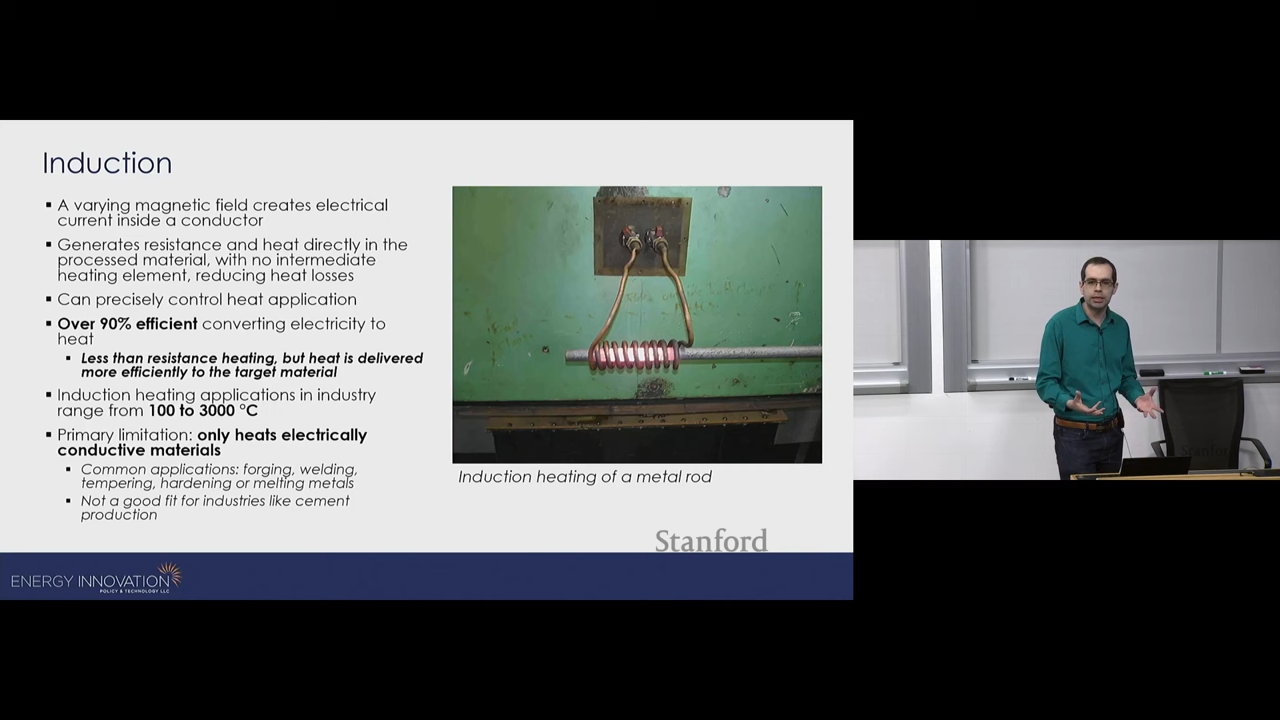 Induction
▪ A varying magnetic field creates electrical
current inside a conductor
▪ Generates resistance and heat directly in the
processed material, with no intermediate
heating element, reducing heat losses
▪ Can precisely control heat application
▪ Over 90% efficient converting electricity to
heat
▪ Less than resistance heating, but heat is delivered
more efficiently to the target material
▪ Induction heating applications in industry
range from 100 to 3000 °C
▪ Primary limitation: only heats electrically
conductive materials
▪ Common applications: forging, welding,
tempering, hardening or melting metals
▪ Not a good fit for industries like cement
production
Induction heating of a metal rod
Stanford
ENERGY INNOVATION
POLICY & TECHNOLOGY LLC
Stanford